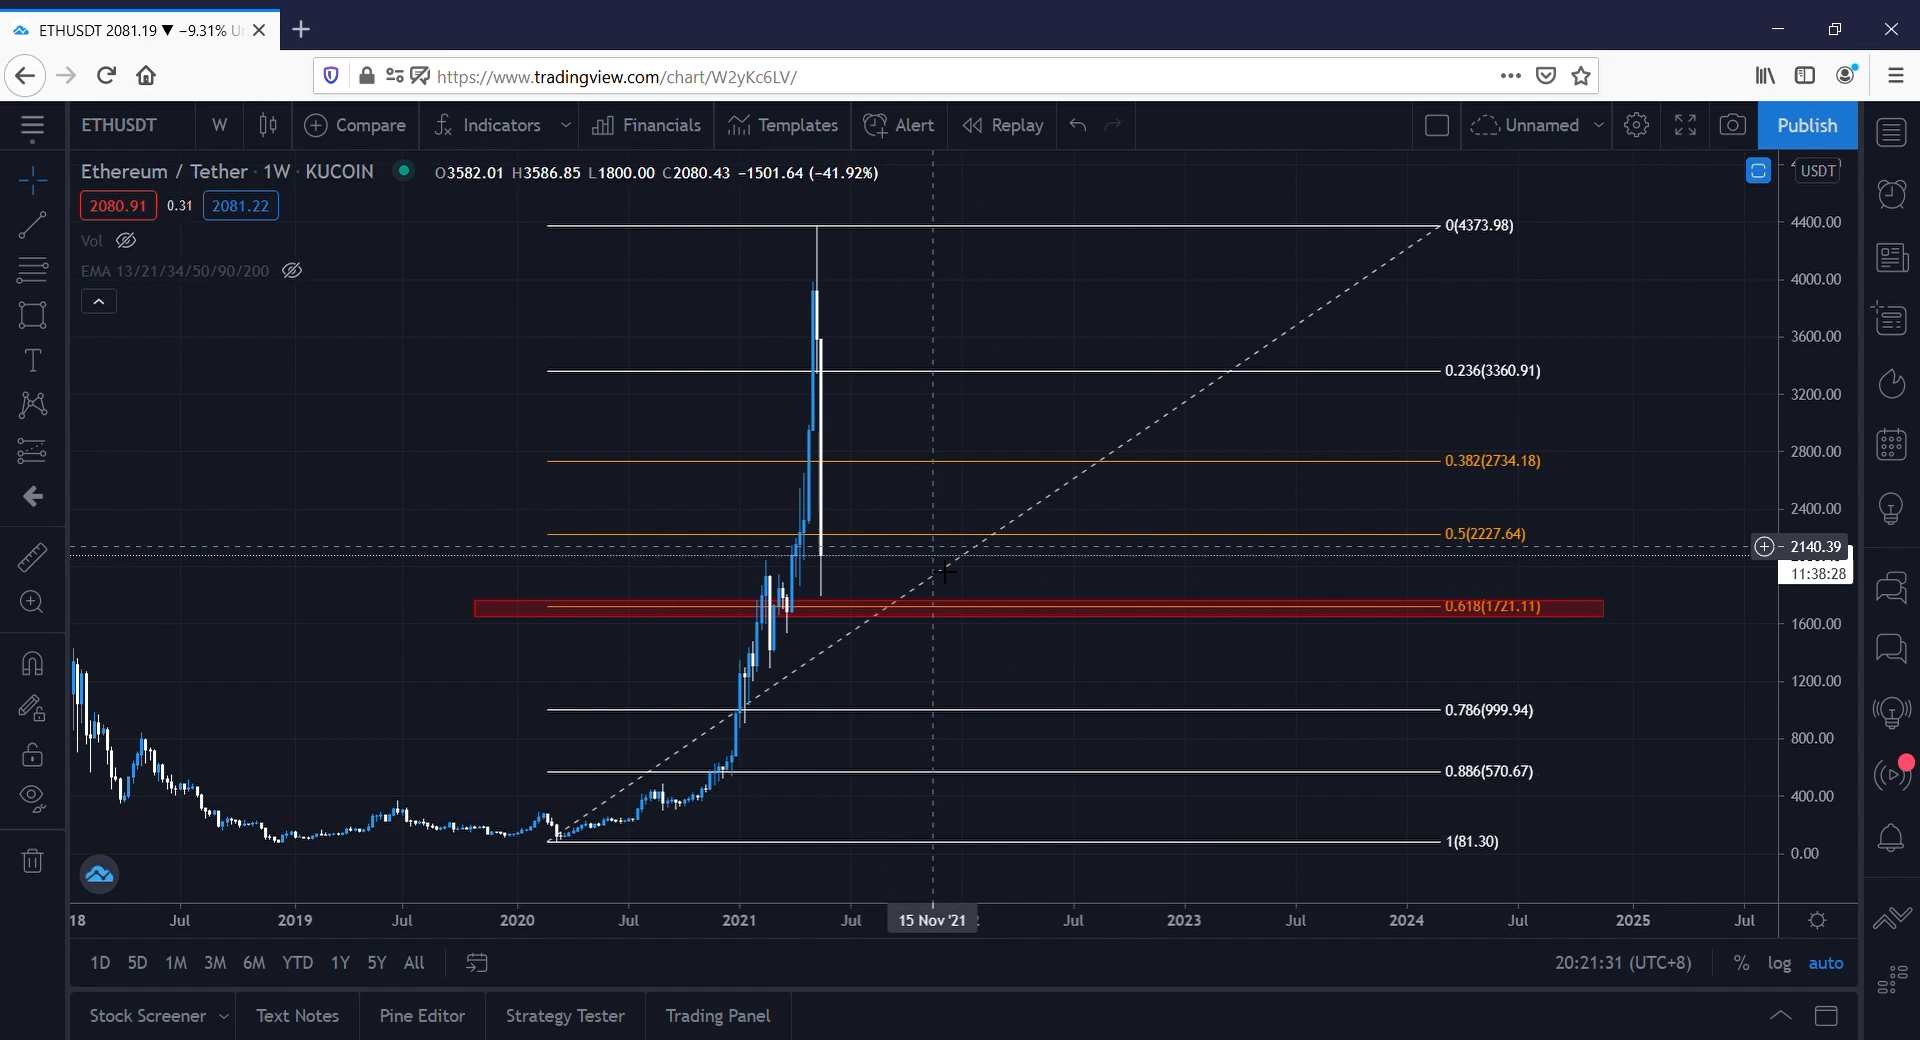 ETHUSDT 2081.19 ▼ −9.31% U
https://www.tradingview.com/chart/W2yKc6LV/
ETHUSDT W Compare Indicators Financials Templates Alert Replay Unnamed Publish
Ethereum / Tether · 1W · KUCOIN O3582.01 H3586.85 L1800.00 C2080.43 −1501.64 (−41.92%)
USDT
2080.91 0.31 2081.22
Vol
EMA 13/21/34/50/90/200
0(4373.98)
4400.00
4000.00
3600.00
0.236(3360.91)
3200.00
0.382(2734.18)
2800.00
2400.00
0.5(2227.64)
2140.39
11:38:28
0.618(1721.11)
1600.00
1200.00
0.786(999.94)
800.00
0.886(570.67)
400.00
1(81.30)
0.00
18 Jul 2019 Jul 2020 Jul 2021 Jul 15 Nov '21 Jul 2023 Jul 2024 Jul 2025 Jul
1D 5D 1M 3M 6M YTD 1Y 5Y All 20:21:31 (UTC+8) % log auto
Stock Screener Text Notes Pine Editor Strategy Tester Trading Panel